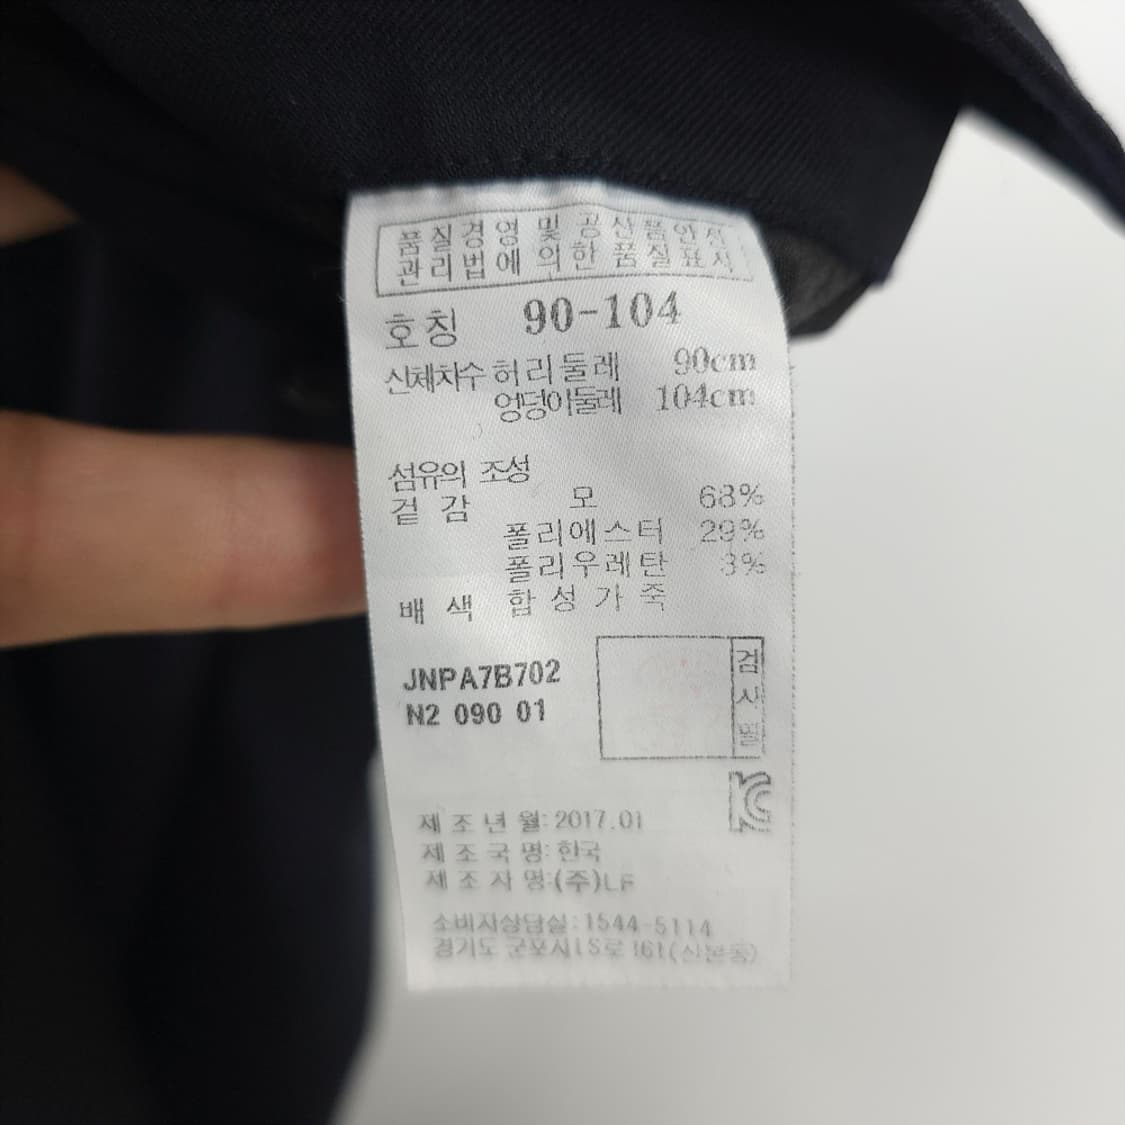 품질경영 및 공산품안전
관리법에 의한 품질표시
호칭 90-104
신체치수 허리둘레 90cm
엉덩이둘레 104cm
섬유의 조성
겉감 모 68%
폴리에스터 29%
폴리우레탄 3%
배색 합성가죽
JNPA7B702
N2 090 01
검사필
제조년월: 2017.01
제조국명: 한국
제조자명:(주)LF
소비자상담실: 1544-5114
경기도 군포시 LS로 161(산본동)